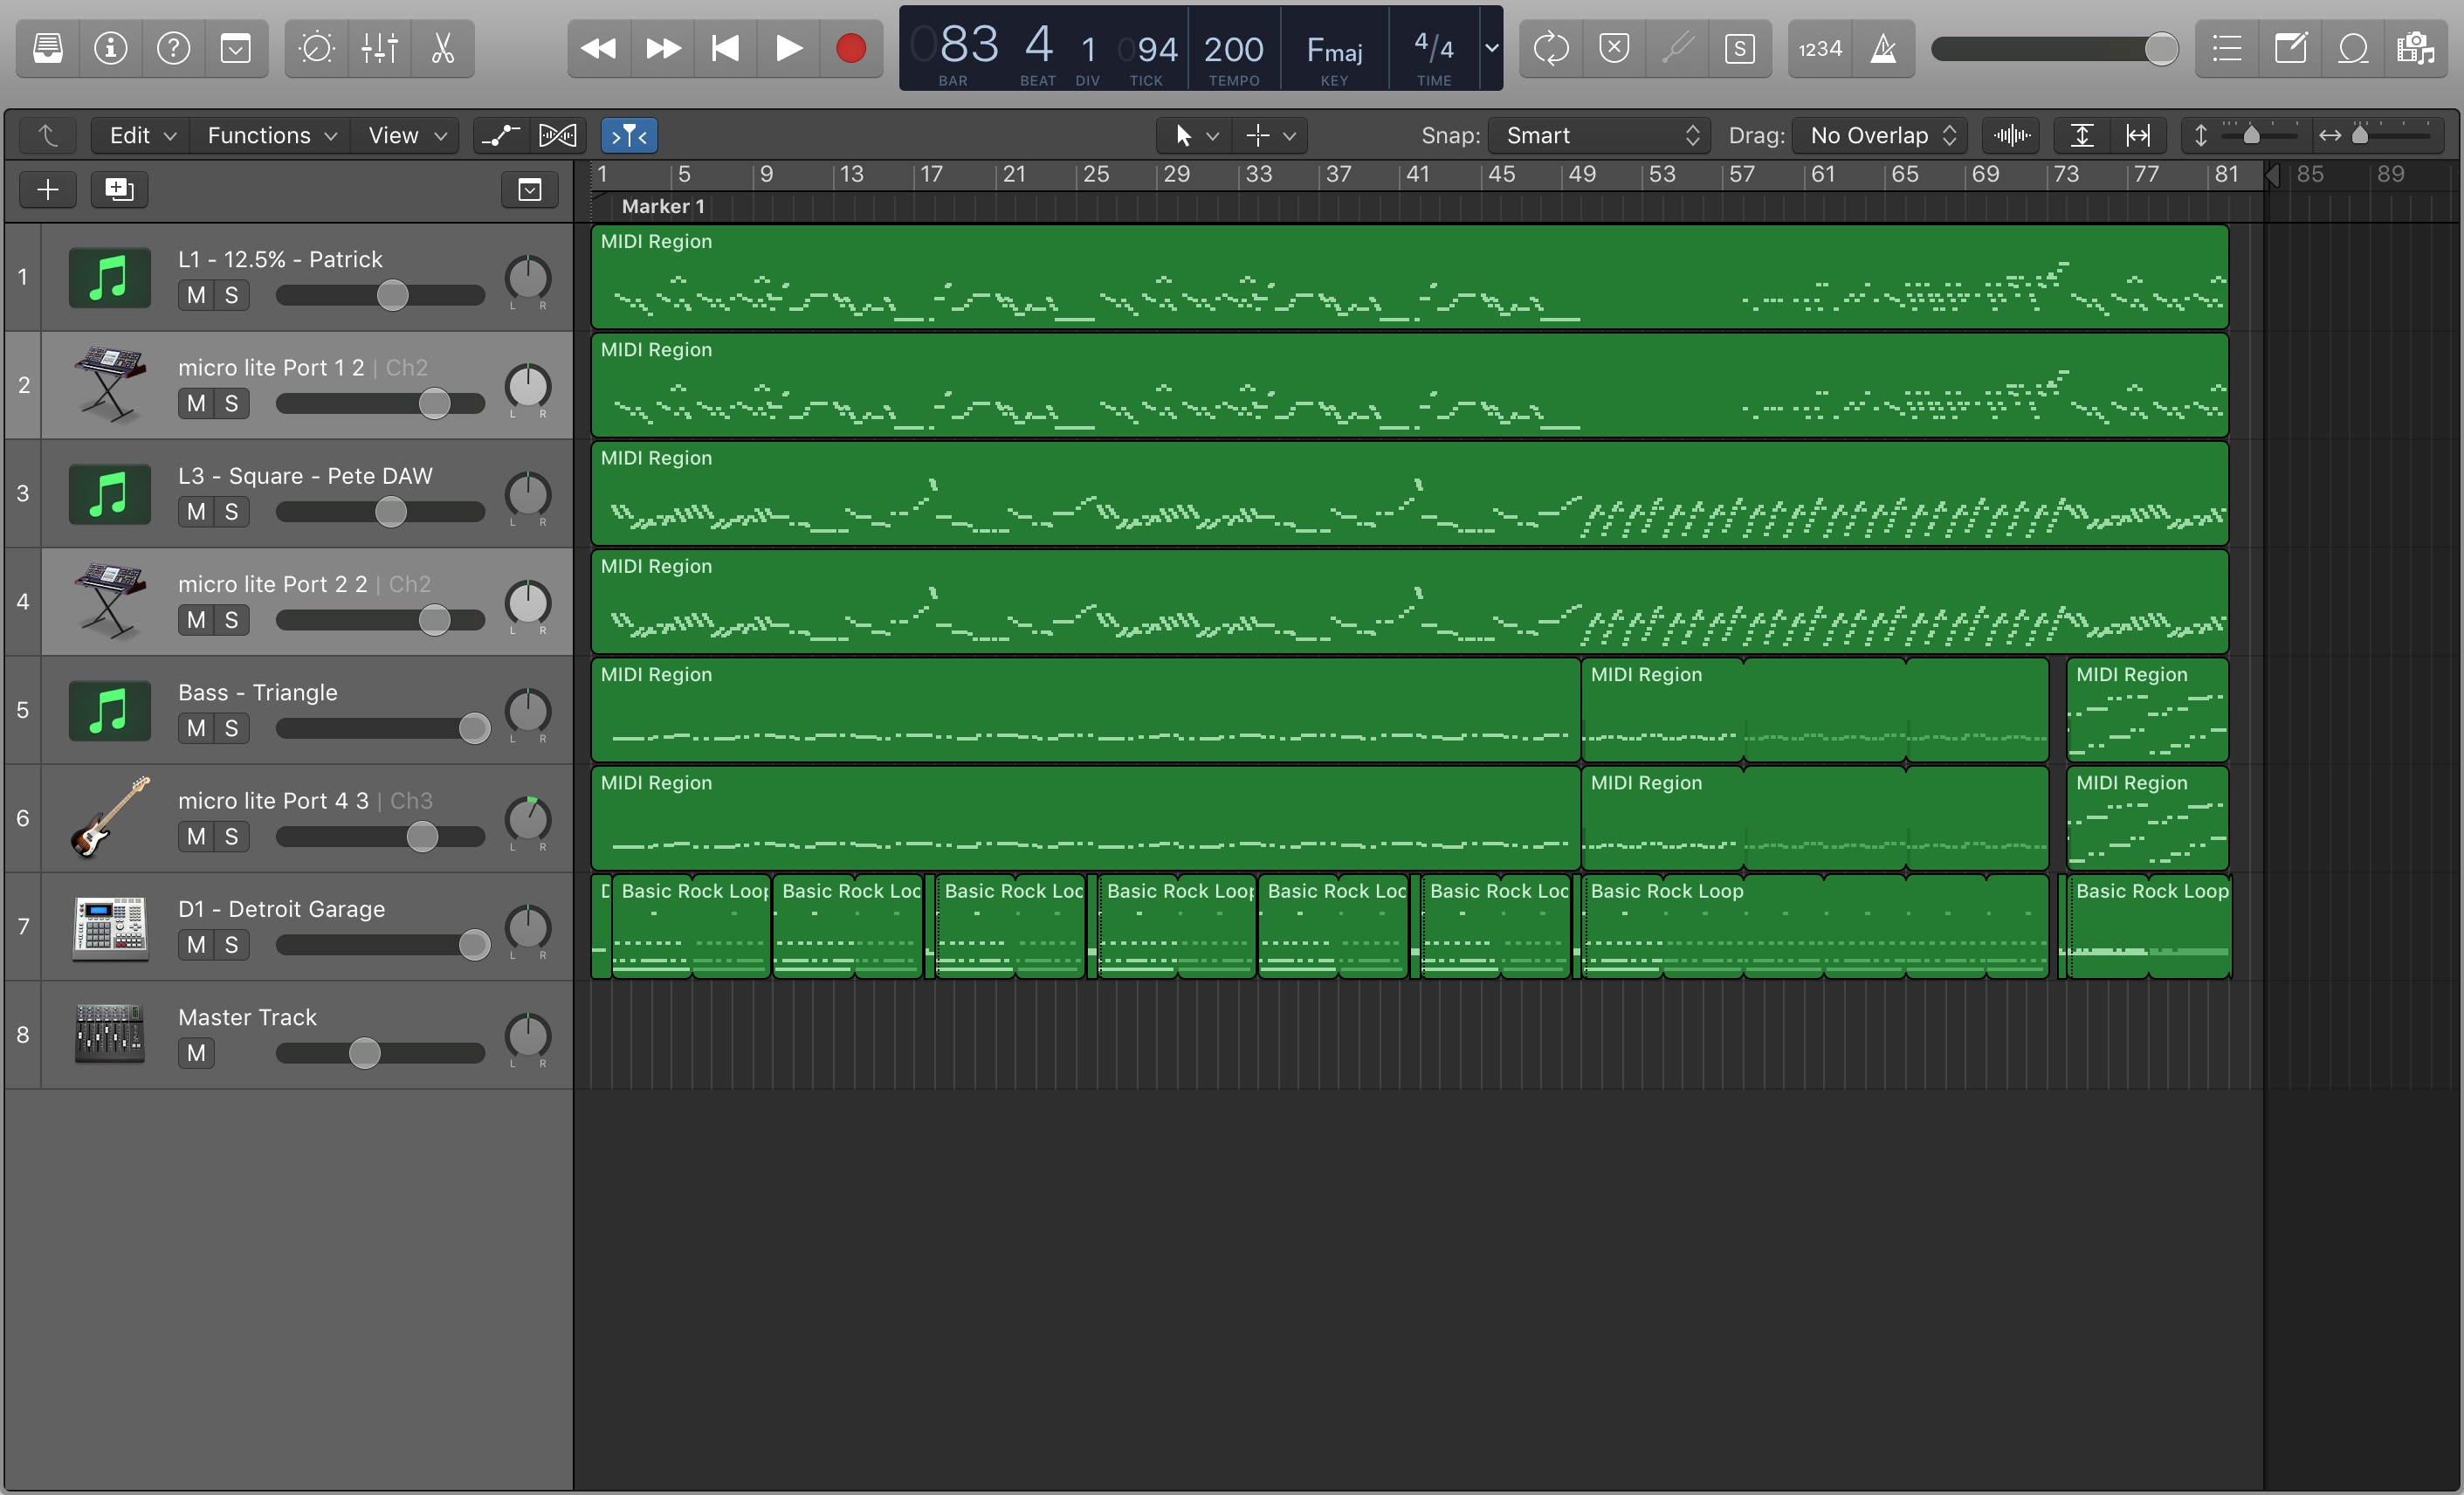 083 4 1 094 200 Fmaj 4/4
BAR BEAT DIV TICK TEMPO KEY TIME
S
1234
Edit Functions View Snap: Smart Drag: No Overlap
1 5 9 13 17 21 25 29 33 37 41 45 49 53 57 61 65 69 73 77 81 85 89
Marker 1
1 L1 - 12.5% - Patrick
M S L R
MIDI Region
2 micro lite Port 1 2 | Ch2
M S L R
MIDI Region
3 L3 - Square - Pete DAW
M S L R
MIDI Region
4 micro lite Port 2 2 | Ch2
M S L R
MIDI Region
5 Bass - Triangle
M S L R
MIDI Region MIDI Region MIDI Region
6 micro lite Port 4 3 | Ch3
M S L R
MIDI Region MIDI Region MIDI Region
7 D1 - Detroit Garage
M S L R
Basic Rock Loop Basic Rock Loo Basic Rock Loo Basic Rock Loop Basic Rock Loo Basic Rock Loo Basic Rock Loop Basic Rock Loop
8 Master Track
M L R